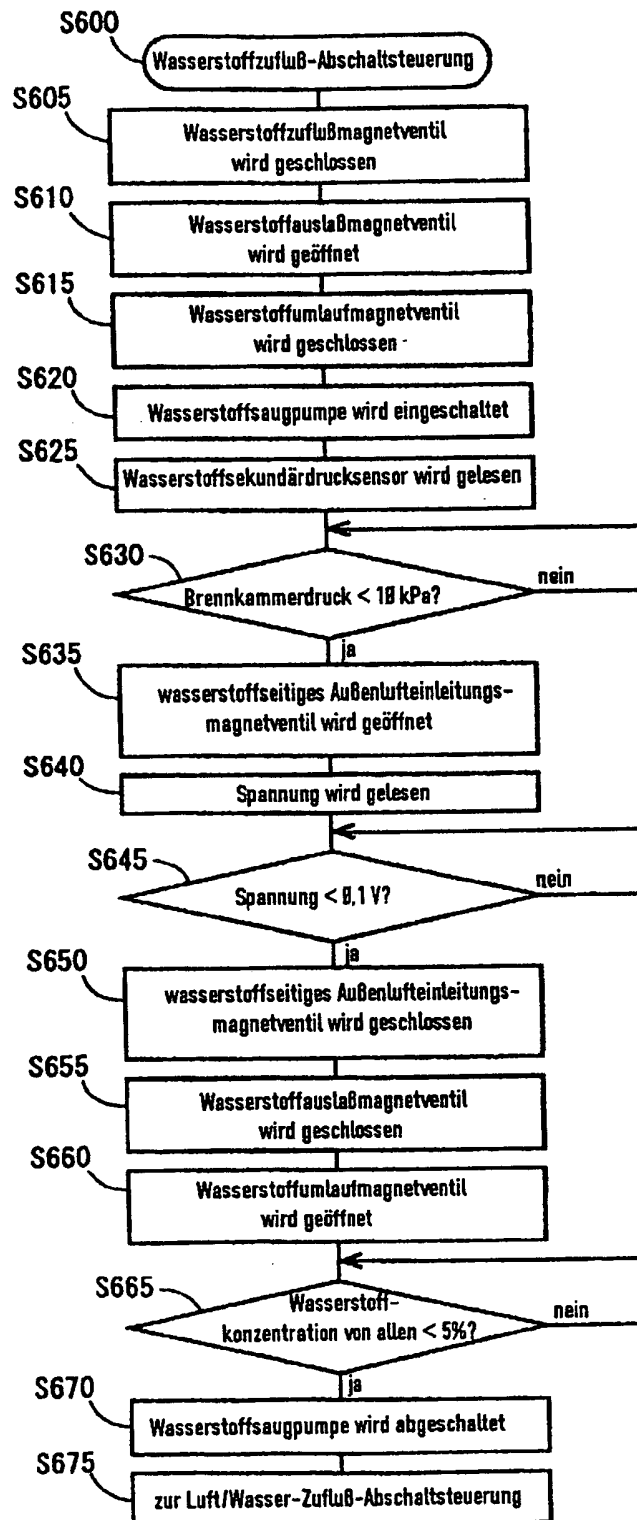 S600
Wasserstoffzufluß-Abschaltsteuerung
S605
Wasserstoffzuflußmagnetventil
wird geschlossen
S610
Wasserstoffauslaßmagnetventil
wird geöffnet
S615
Wasserstoffumlaufmagnetventil
wird geschlossen
S620
Wasserstoffsaugpumpe wird eingeschaltet
S625
Wasserstoffsekundärdrucksensor wird gelesen
S630
Brennkammerdruck < 10 kPa?
nein
ja
S635
wasserstoffseitiges Außenlufteinleitungs-
magnetventil wird geöffnet
S640
Spannung wird gelesen
S645
Spannung < 0,1 V?
nein
ja
S650
wasserstoffseitiges Außenlufteinleitungs-
magnetventil wird geschlossen
S655
Wasserstoffauslaßmagnetventil
wird geschlossen
S660
Wasserstoffumlaufmagnetventil
wird geöffnet
S665
Wasserstoff-
konzentration von allen < 5%?
nein
ja
S670
Wasserstoffsaugpumpe wird abgeschaltet
S675
zur Luft/Wasser-Zufluß-Abschaltsteuerung